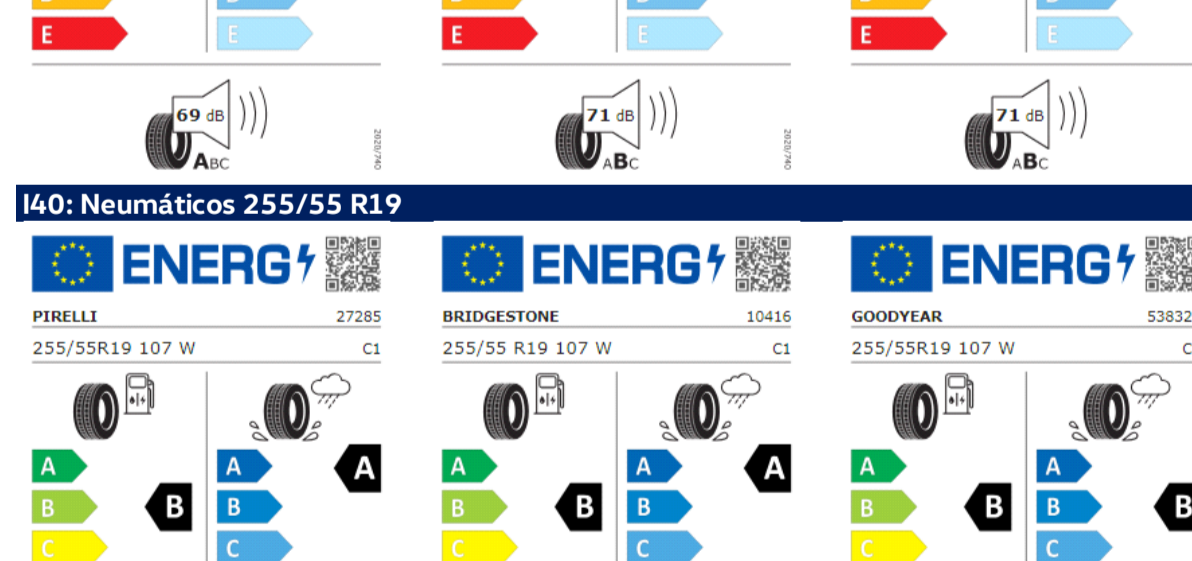 D D D D D D
E E E E E E
69 dB 71 dB 71 dB
ABC ABC ABC
2020/740 2020/740
I40: Neumáticos 255/55 R19
ENERG ENERG ENERG
PIRELLI 27285 BRIDGESTONE 10416 GOODYEAR 53832
255/55R19 107 W C1 255/55 R19 107 W C1 255/55R19 107 W C
A A A A A A A A
B B B B B B B B B B
C C C C C C